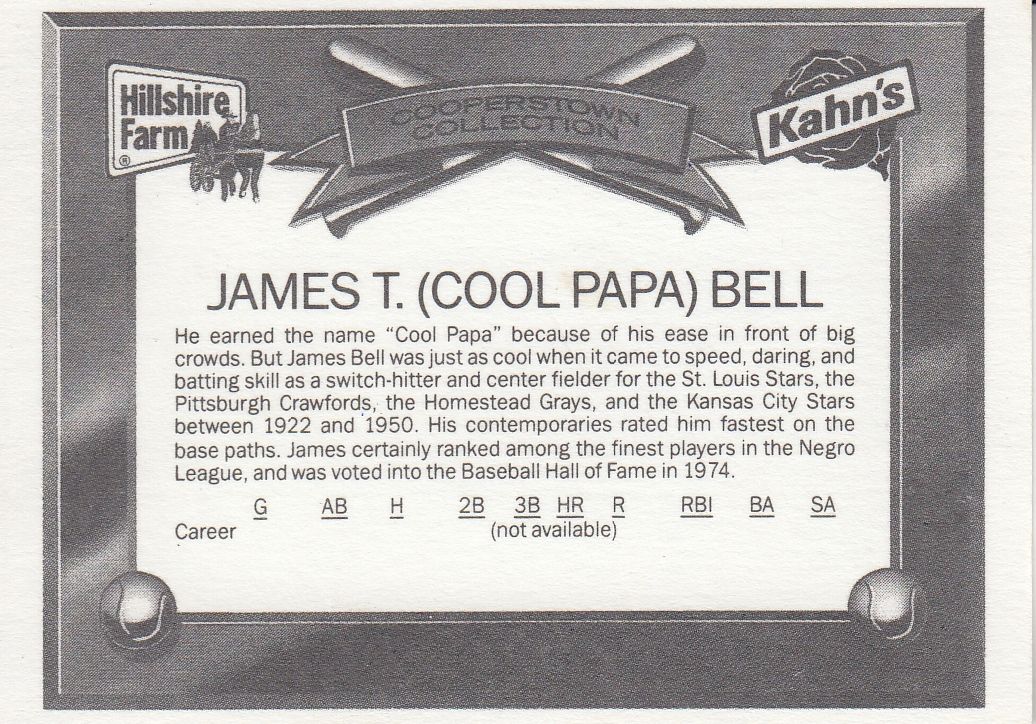 Hillshire
Farm
®
COOPERSTOWN
COLLECTION
Kahn's
JAMES T. (COOL PAPA) BELL
He earned the name “Cool Papa” because of his ease in front of big
crowds. But James Bell was just as cool when it came to speed, daring, and
batting skill as a switch-hitter and center fielder for the St. Louis Stars, the
Pittsburgh Crawfords, the Homestead Grays, and the Kansas City Stars
between 1922 and 1950. His contemporaries rated him fastest on the
base paths. James certainly ranked among the finest players in the Negro
League, and was voted into the Baseball Hall of Fame in 1974.
G AB H 2B 3B HR R RBI BA SA
Career (not available)